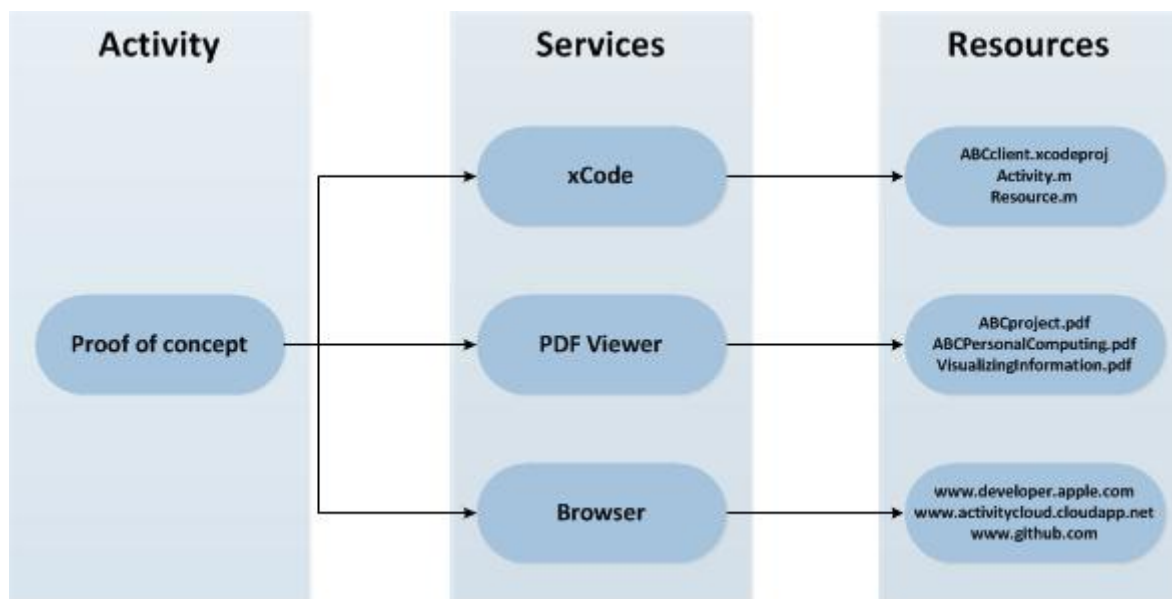 Activity
Services
Resources
xCode
ABCclient.xcodeproj
Activity.m
Resource.m
Proof of concept
PDF Viewer
ABCproject.pdf
ABCPersonalComputing.pdf
VisualizingInformation.pdf
Browser
www.developer.apple.com
www.activitycloud.cloudapp.net
www.github.com